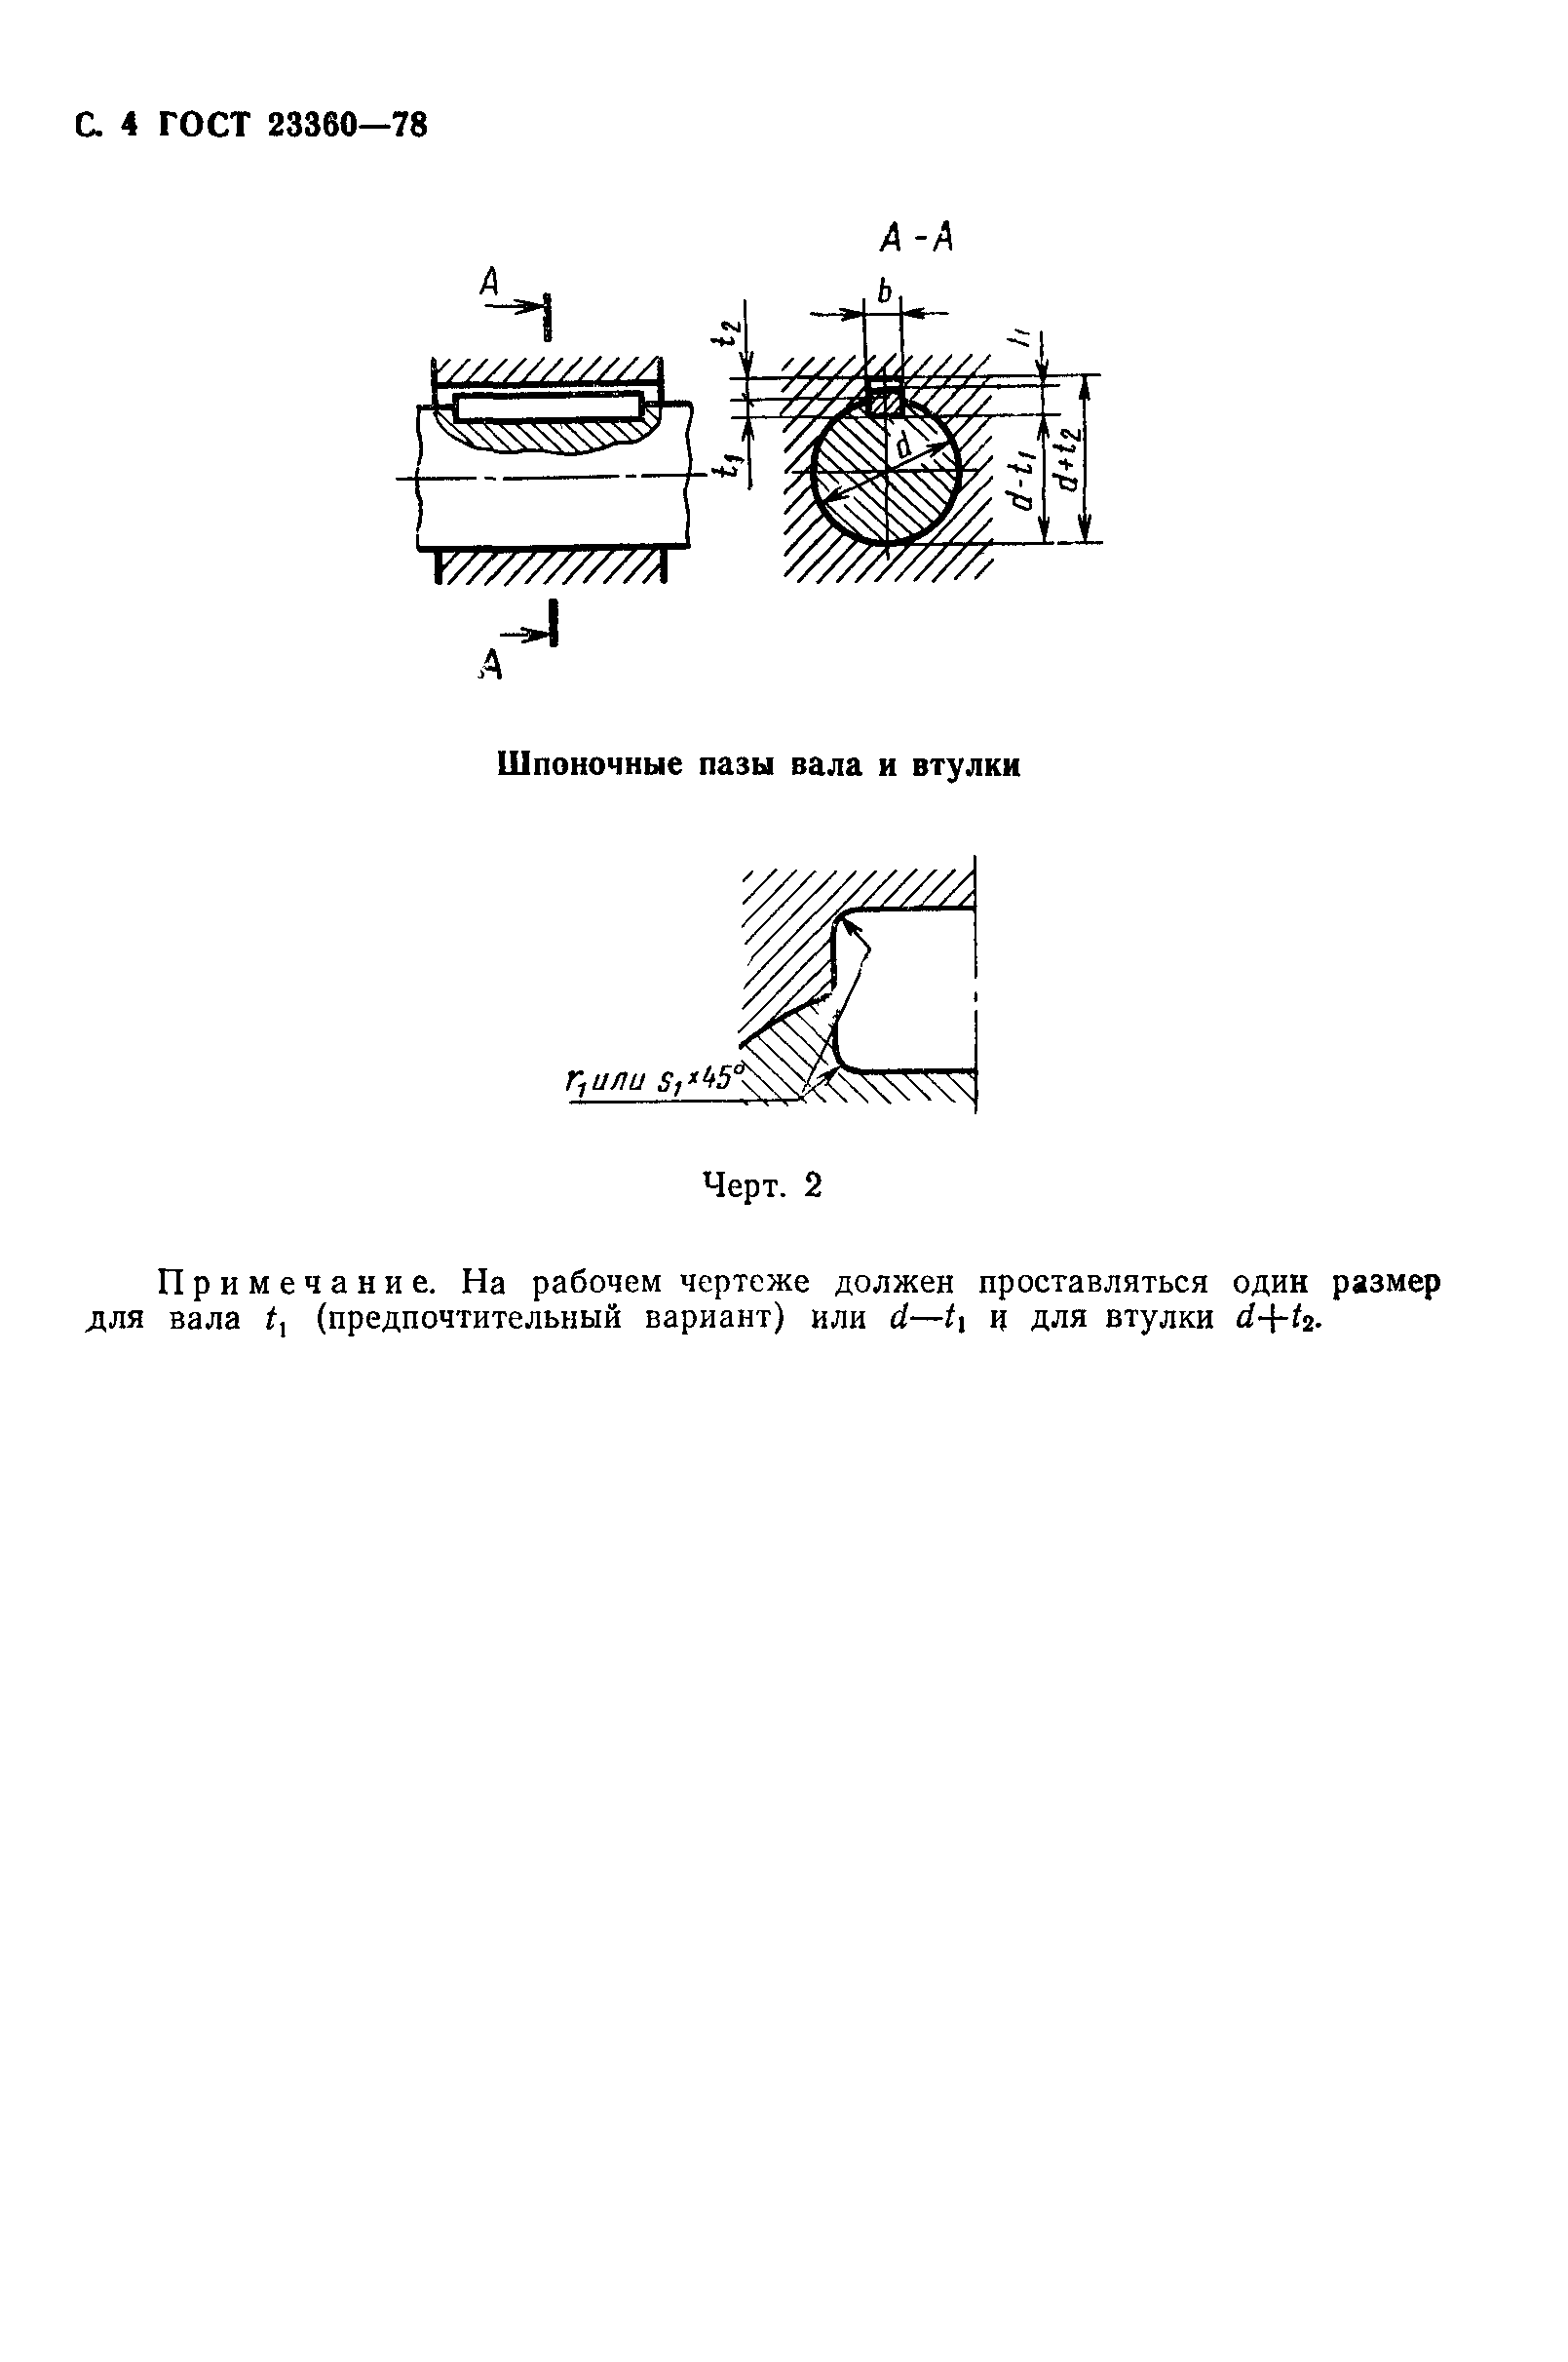 С. 4 ГОСТ 23360—78
А - А
А
b
t₂
t₁
d
d-t₁
d+t₂
А
Шпоночные пазы вала и втулки
r₁ или s₁×45°
Черт. 2
Примечание. На рабочем чертеже должен проставляться один размер
для вала t₁ (предпочтительный вариант) или d—t₁ и для втулки d+t₂.